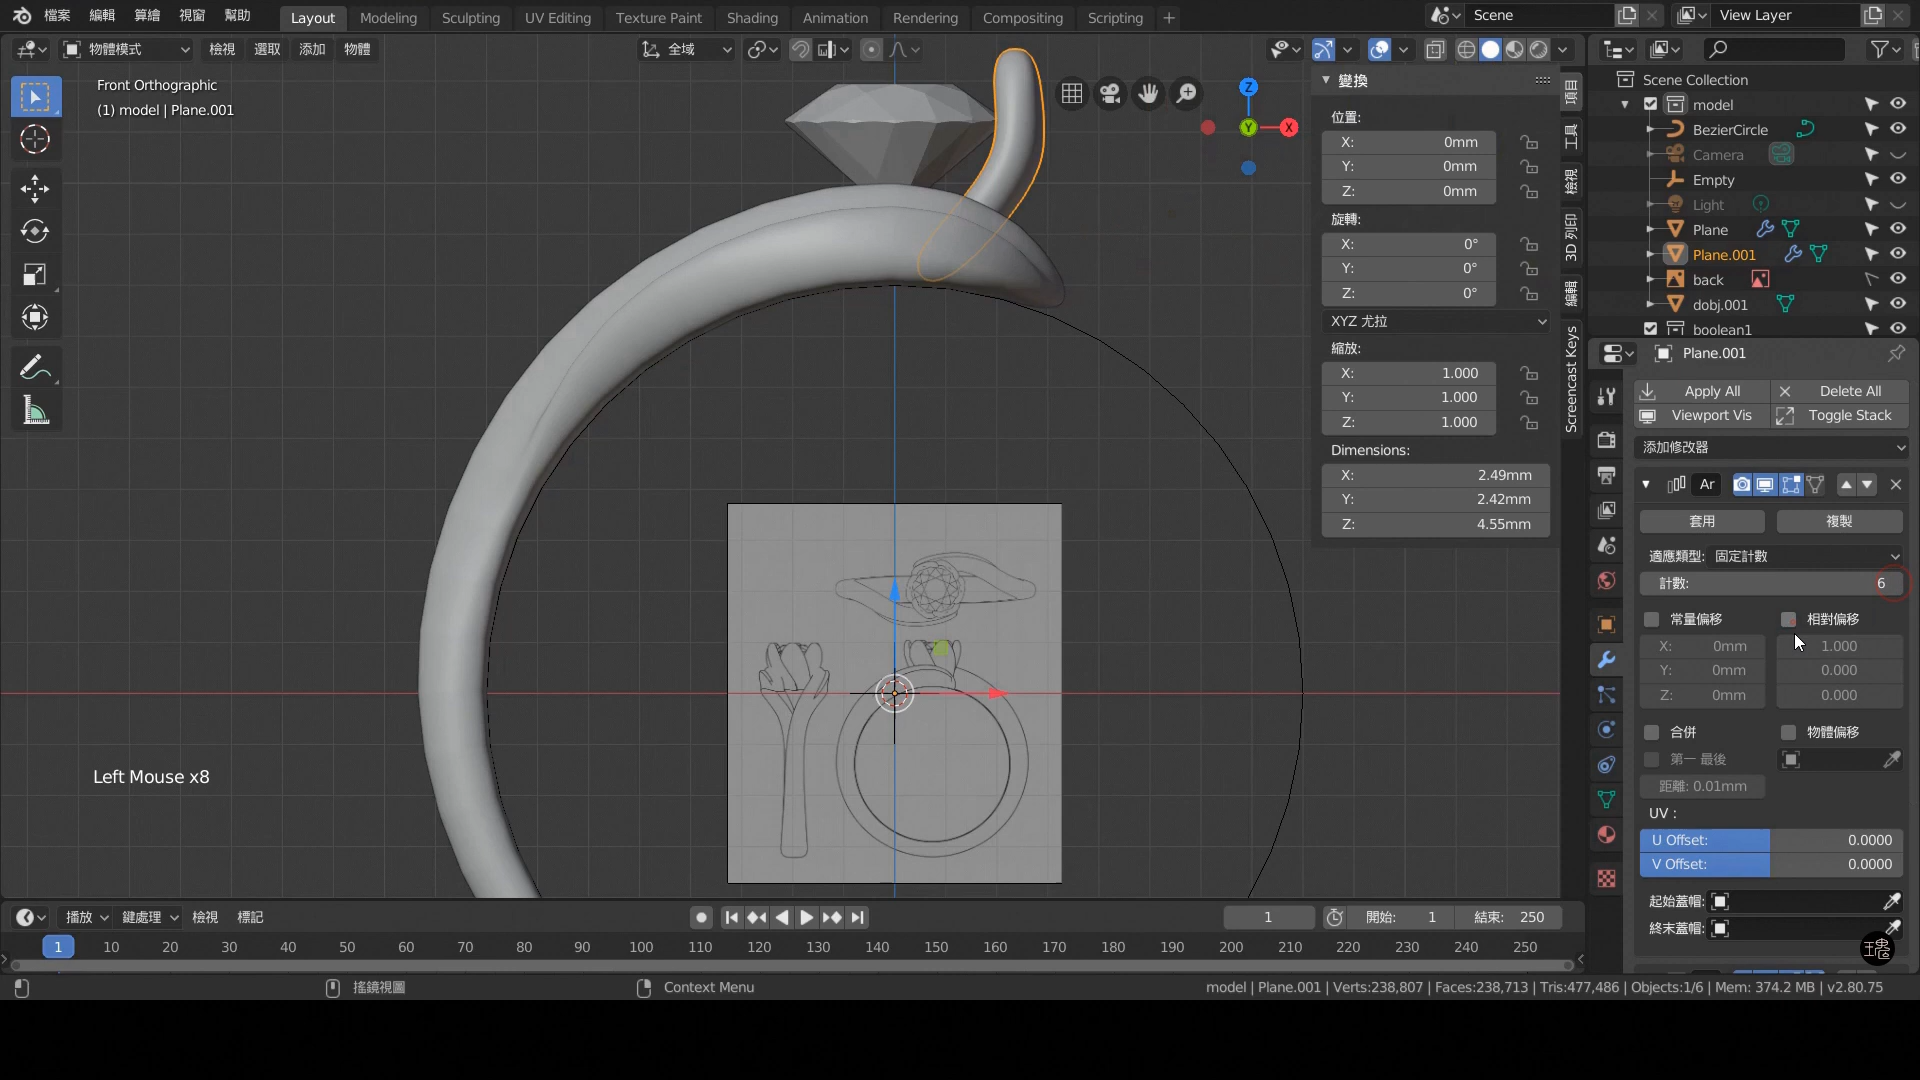 檔案 編輯 算繪 視窗 幫助 Layout Modeling Sculpting UV Editing Texture Paint Shading Animation Rendering Compositing Scripting + Scene View Layer
物體模式 檢視 選取 添加 物體 全域
Front Orthographic
(1) model | Plane.001
Z
Y
X
變換
位置:
X: 0mm
Y: 0mm
Z: 0mm
旋轉:
X: 0°
Y: 0°
Z: 0°
XYZ 尤拉
縮放:
X: 1.000
Y: 1.000
Z: 1.000
Dimensions:
X: 2.49mm
Y: 2.42mm
Z: 4.55mm
項目
工具
檢視
3D 列印
編輯
Screencast Keys
Scene Collection
model
BezierCircle
Camera
Empty
Light
Plane
Plane.001
back
dobj.001
boolean1
Plane.001
Apply All Delete All
Viewport Vis Toggle Stack
添加修改器
Ar
套用 複製
適應類型: 固定計數
計數: 6
常量偏移 相對偏移
X: 0mm 1.000
Y: 0mm 0.000
Z: 0mm 0.000
合併 物體偏移
第一 最後
距離: 0.01mm
UV :
U Offset: 0.0000
V Offset: 0.0000
起始蓋帽:
終末蓋帽:
Left Mouse x8
播放 鍵處理 檢視 標記 1 開始: 1 結束: 250
1 10 20 30 40 50 60 70 80 90 100 110 120 130 140 150 160 170 180 190 200 210 220 230 240 250
搖鏡視圖 Context Menu model | Plane.001 | Verts:238,807 | Faces:238,713 | Tris:477,486 | Objects:1/6 | Mem: 374.2 MB | v2.80.75